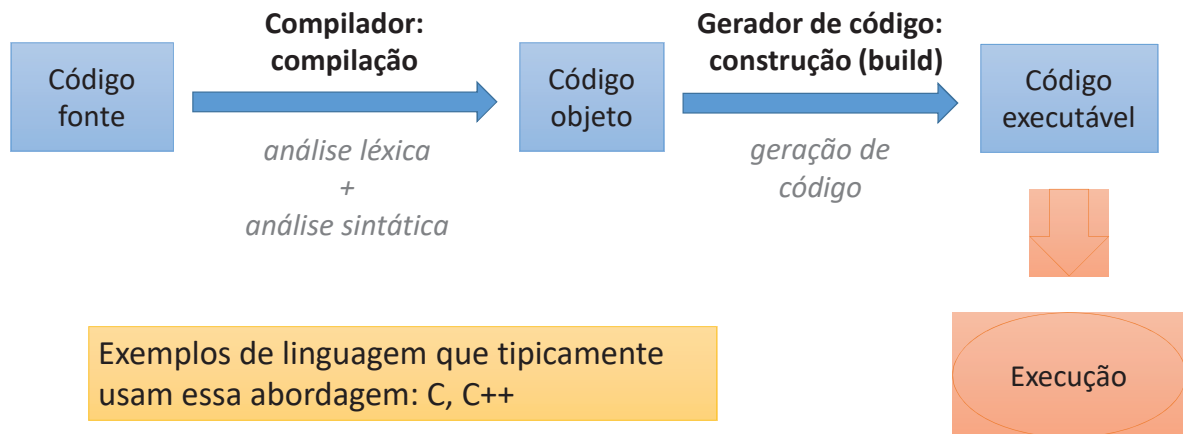 Código
fonte
Compilador:
compilação
análise léxica
+
análise sintática
Código
objeto
Gerador de código:
construção (build)
geração de
código
Código
executável
Execução
Exemplos de linguagem que tipicamente
usam essa abordagem: C, C++